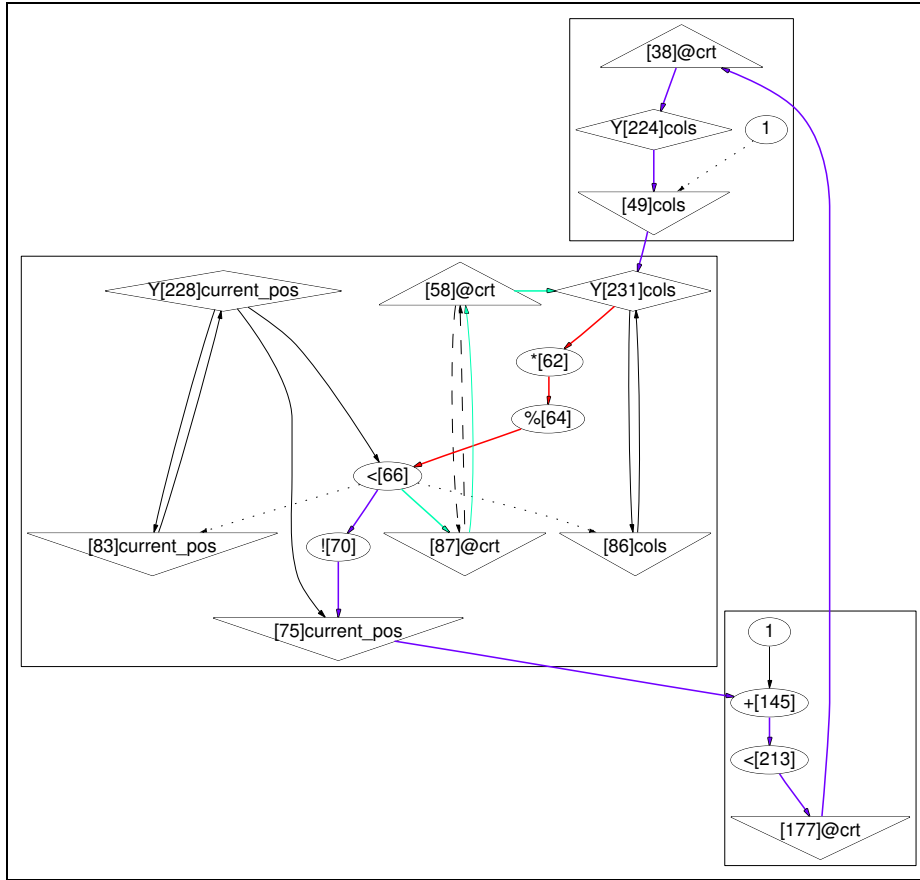 [38]@crt
Y[224]cols
1
[49]cols
Y[228]current_pos
[58]@crt
Y[231]cols
*[62]
%[64]
<[66]
[83]current_pos
![70]
[87]@crt
[86]cols
[75]current_pos
1
+[145]
<[213]
[177]@crt